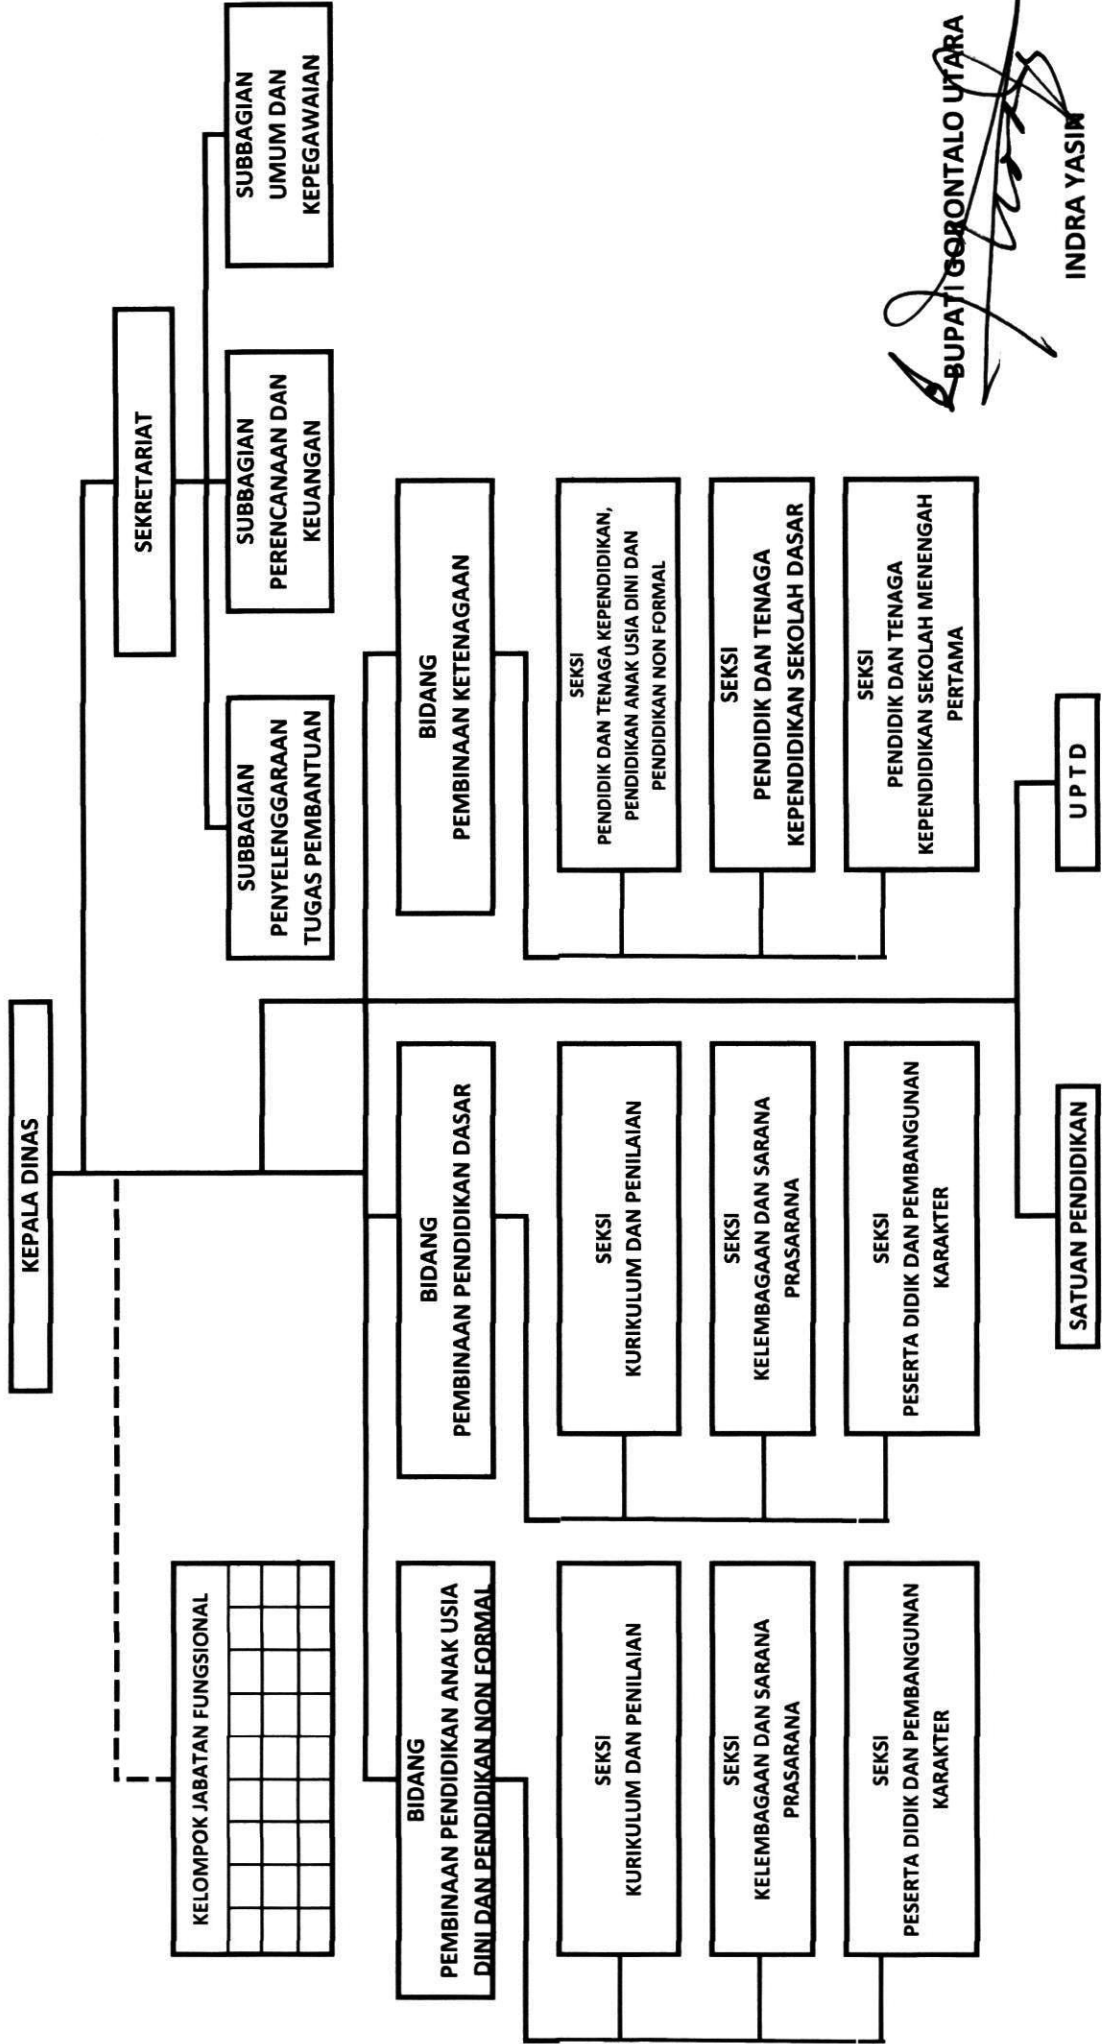 KEPALA DINAS
SEKRETARIAT
KELOMPOK JABATAN FUNGSIONAL
SUBBAGIAN
PENYELENGGARAAN
TUGAS PEMBANTUAN
SUBBAGIAN
PERENCANAAN DAN
KEUANGAN
SUBBAGIAN
UMUM DAN
KEPEGAWAIAN
BIDANG
PEMBINAAN PENDIDIKAN ANAK USIA
DINI DAN PENDIDIKAN NON FORMAL
BIDANG
PEMBINAAN PENDIDIKAN DASAR
BIDANG
PEMBINAAN KETENAGAAN
SEKSI
KURIKULUM DAN PENILAIAN
SEKSI
KURIKULUM DAN PENILAIAN
SEKSI
PENDIDIK DAN TENAGA KEPENDIDIKAN,
PENDIDIKAN ANAK USIA DINI DAN
PENDIDIKAN NON FORMAL
SEKSI
KELEMBAGAAN DAN SARANA
PRASARANA
SEKSI
KELEMBAGAAN DAN SARANA
PRASARANA
SEKSI
PENDIDIK DAN TENAGA
KEPENDIDIKAN SEKOLAH DASAR
SEKSI
PESERTA DIDIK DAN PEMBANGUNAN
KARAKTER
SEKSI
PESERTA DIDIK DAN PEMBANGUNAN
KARAKTER
SEKSI
PENDIDIK DAN TENAGA
KEPENDIDIKAN SEKOLAH MENENGAH
PERTAMA
SATUAN PENDIDIKAN
U P T D
BUPATI GORONTALO UTARA
INDRA YASIN